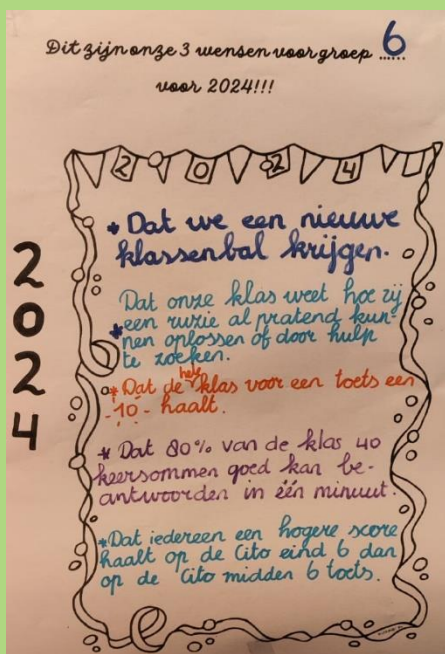 Dit zijn onze 3 wensen voor groep 6
voor 2024!!!
2 0 2 4
2
0
2
4
* Dat we een nieuwe
klassenbal krijgen.
Dat onze klas weet hoe zij
* een ruzie al pratend kun-
nen oplossen of door hulp
te zoeken.
* Dat de hele klas voor een toets een
-10- haalt.
* Dat 80% van de klas 40
keersommen goed kan be-
antwoorden in één minuut.
* Dat iedereen een hogere score
haalt op de Cito eind 6 dan
op de Cito midden 6 toets.